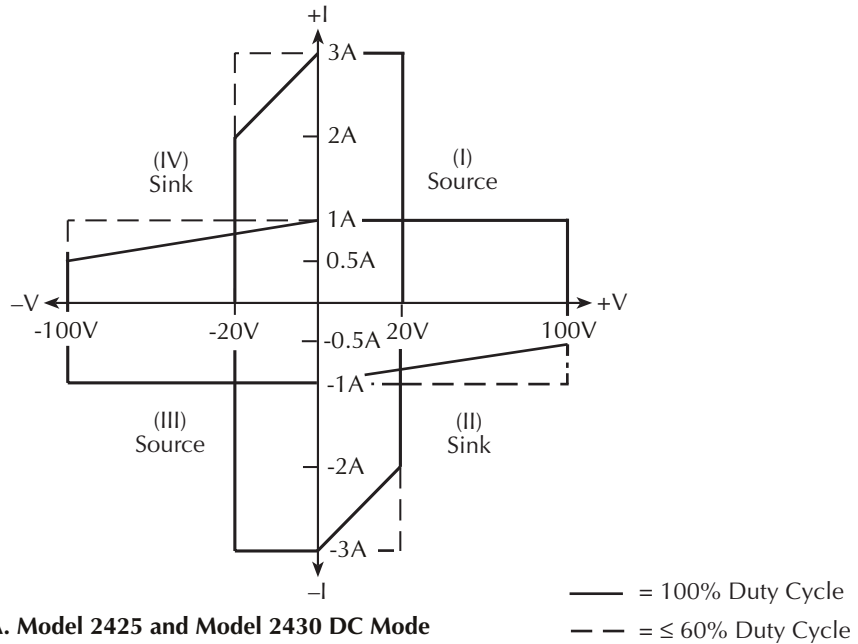 +I
3A
2A
(IV)
Sink
(I)
Source
1A
0.5A
–V
+V
-100V
-20V
20V
100V
-0.5A
-1A
(III)
Source
(II)
Sink
-2A
-3A
–I
. Model 2425 and Model 2430 DC Mode
= 100% Duty Cycle
= ≤ 60% Duty Cycle